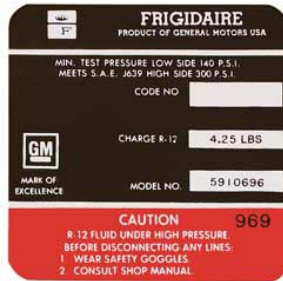 F
FRIGIDAIRE
PRODUCT OF GENERAL MOTORS USA
MIN. TEST PRESSURE LOW SIDE 140 P.S.I.
MEETS S.A.E. J639 HIGH SIDE 300 P.S.I.
CODE NO
CHARGE R-12 4.25 LBS
GM
MARK OF
EXCELLENCE
MODEL NO. 5910696
CAUTION 969
R-12 FLUID UNDER HIGH PRESSURE.
BEFORE DISCONNECTING ANY LINES:
1 WEAR SAFETY GOGGLES.
2. CONSULT SHOP MANUAL.